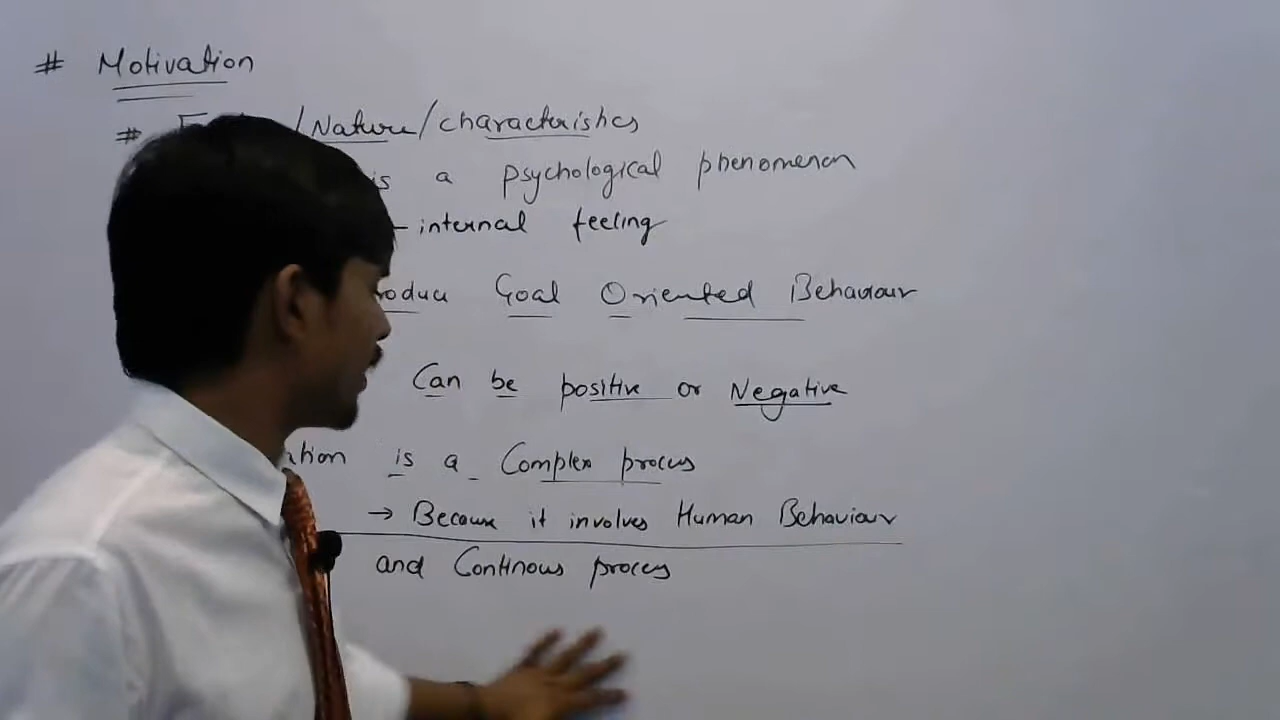 # Motivation
# /Nature/characteristics
is a psychological phenomenon
- internal feeling
Goal Oriented Behaviour
Can be positive or Negative
is a Complex process
→ Because it involves Human Behaviour
and Continous process